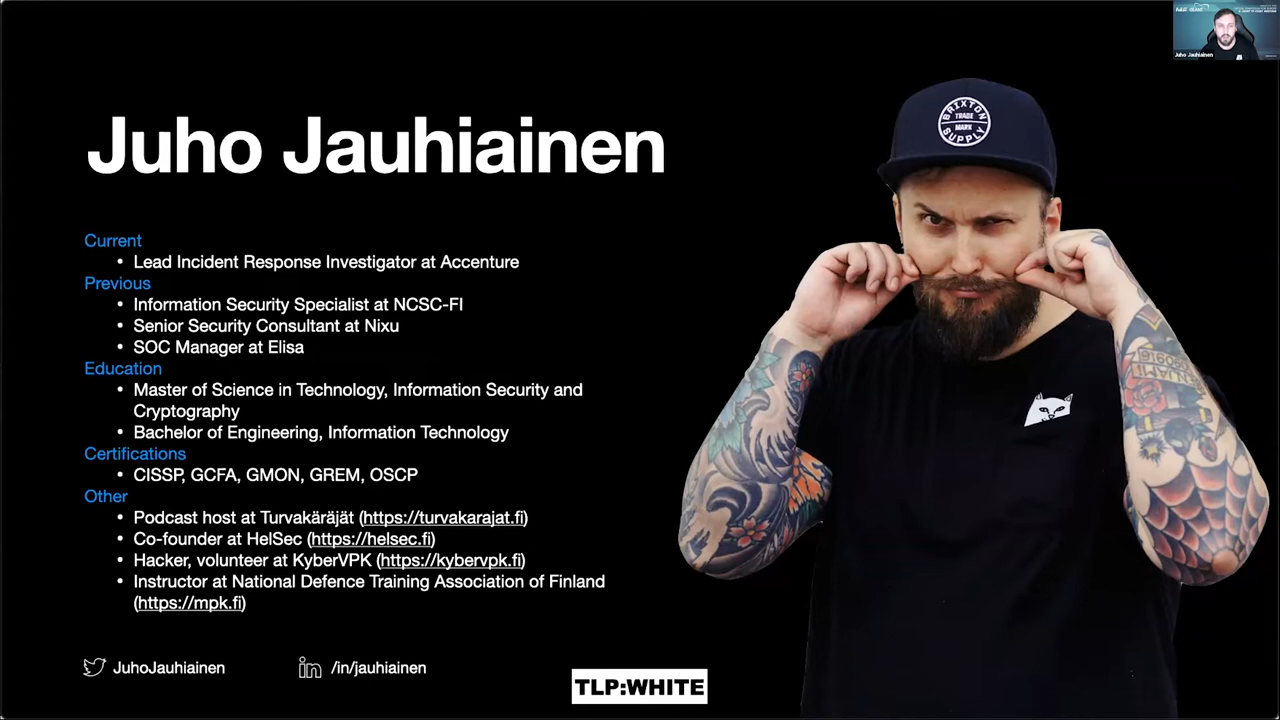 Juho Jauhiainen
Juho Jauhiainen
Current
• Lead Incident Response Investigator at Accenture
Previous
• Information Security Specialist at NCSC-FI
• Senior Security Consultant at Nixu
• SOC Manager at Elisa
Education
• Master of Science in Technology, Information Security and
Cryptography
• Bachelor of Engineering, Information Technology
Certifications
• CISSP, GCFA, GMON, GREM, OSCP
Other
• Podcast host at Turvakäräjät (https://turvakarajat.fi)
• Co-founder at HelSec (https://helsec.fi)
• Hacker, volunteer at KyberVPK (https://kybervpk.fi)
• Instructor at National Defence Training Association of Finland
(https://mpk.fi)
JuhoJauhiainen
in /in/jauhiainen
TLP:WHITE
BRIXTON
TRADE
MARK
SUPPLY